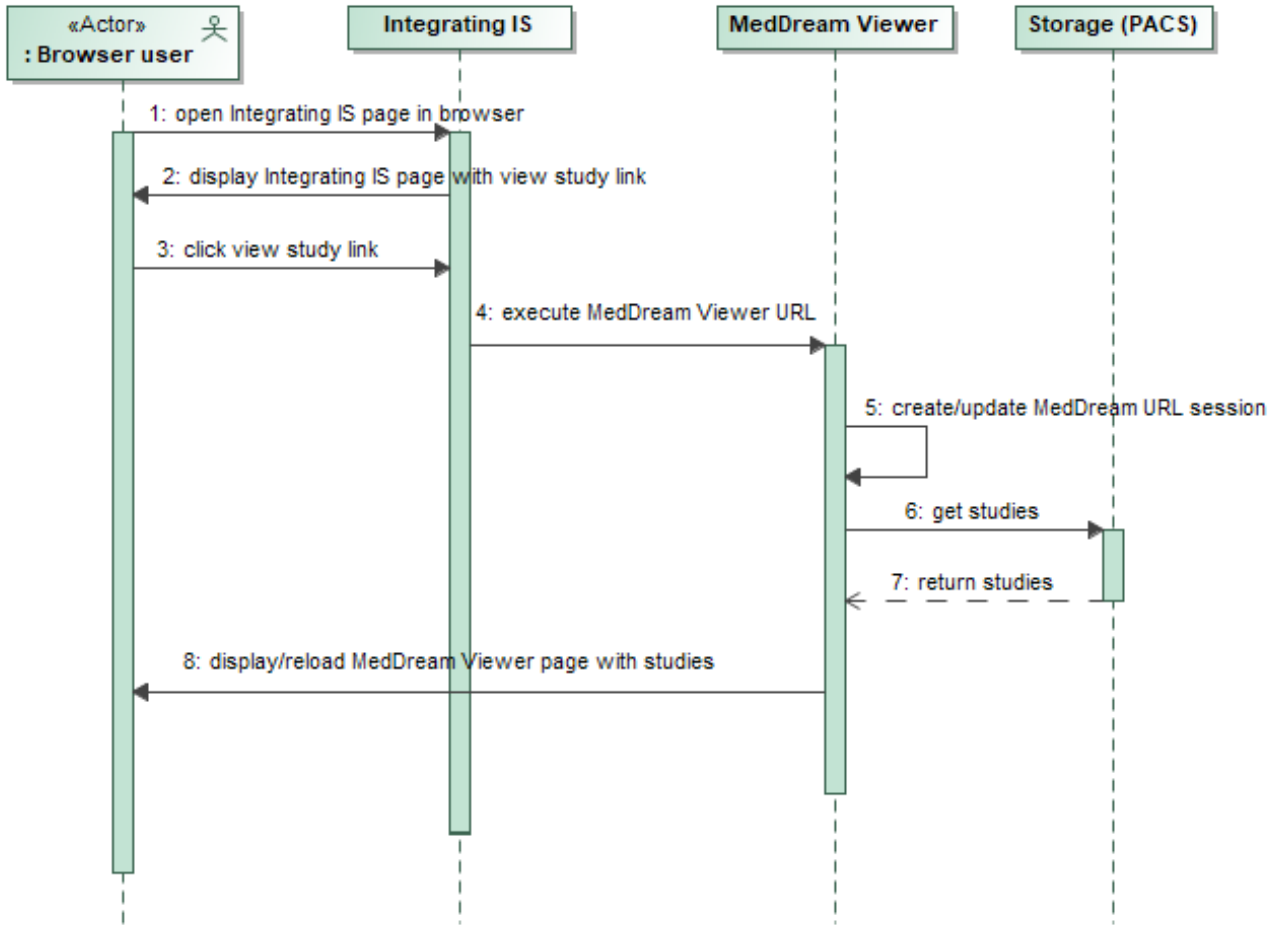 «Actor»
: Browser user
Integrating IS
MedDream Viewer
Storage (PACS)
1: open Integrating IS page in browser
2: display Integrating IS page with view study link
3: click view study link
4: execute MedDream Viewer URL
5: create/update MedDream URL session
6: get studies
7: return studies
8: display/reload MedDream Viewer page with studies